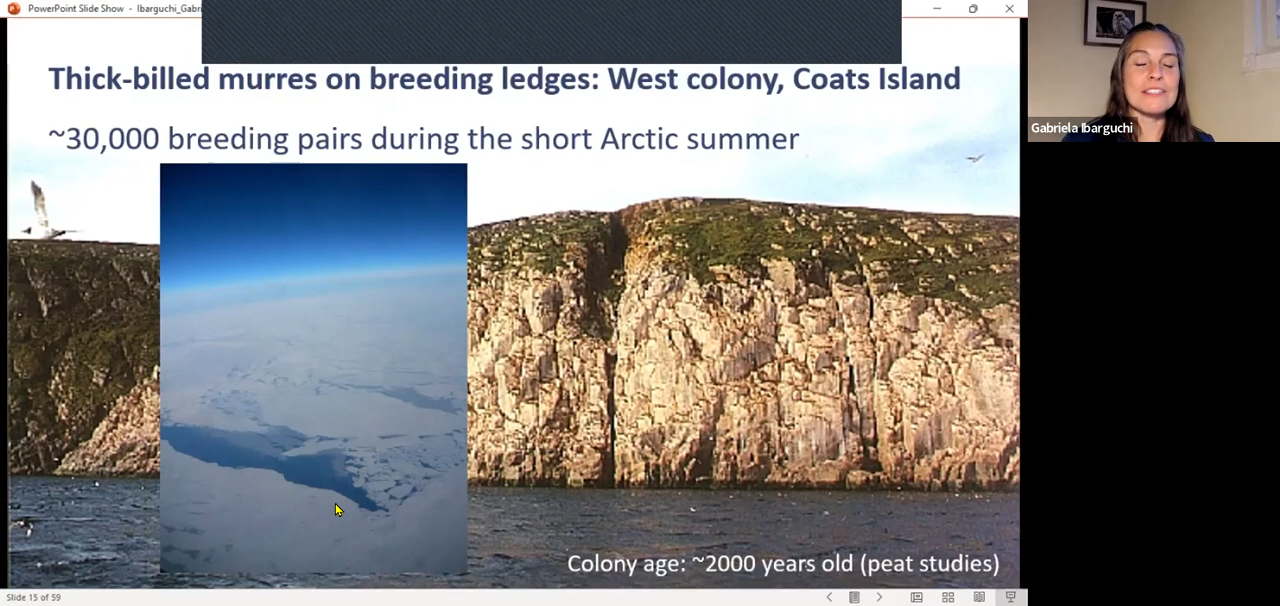 PowerPoint Slide Show - Ibarguchi_Gabri
Thick-billed murres on breeding ledges: West colony, Coats Island
~30,000 breeding pairs during the short Arctic summer
Gabriela Ibarguchi
Colony age: ~2000 years old (peat studies)
Slide 15 of 59